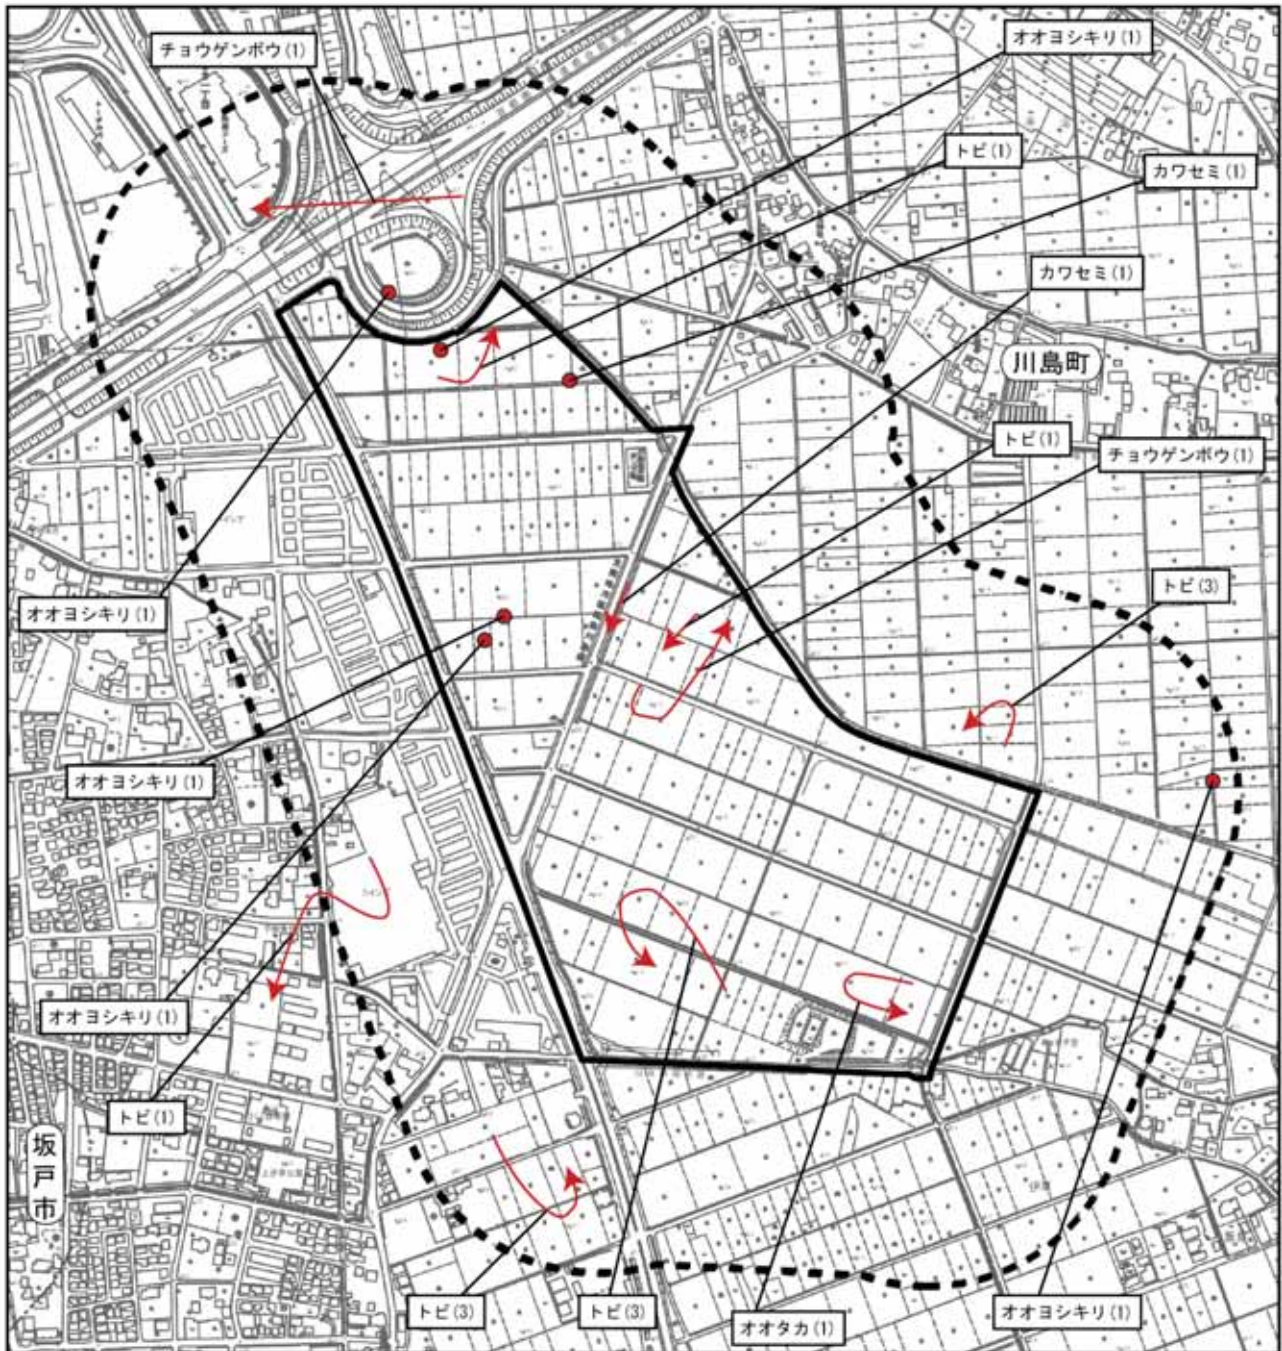 チョウゲンボウ(1)
オオヨシキリ(1)
トビ(1)
カワセミ(1)
カワセミ(1)
川島町
トビ(1)
チョウゲンボウ(1)
トビ(3)
オオヨシキリ(1)
オオヨシキリ(1)
オオヨシキリ(1)
トビ(1)
坂戸市
トビ(3)
トビ(3)
オオタカ(1)
オオヨシキリ(1)